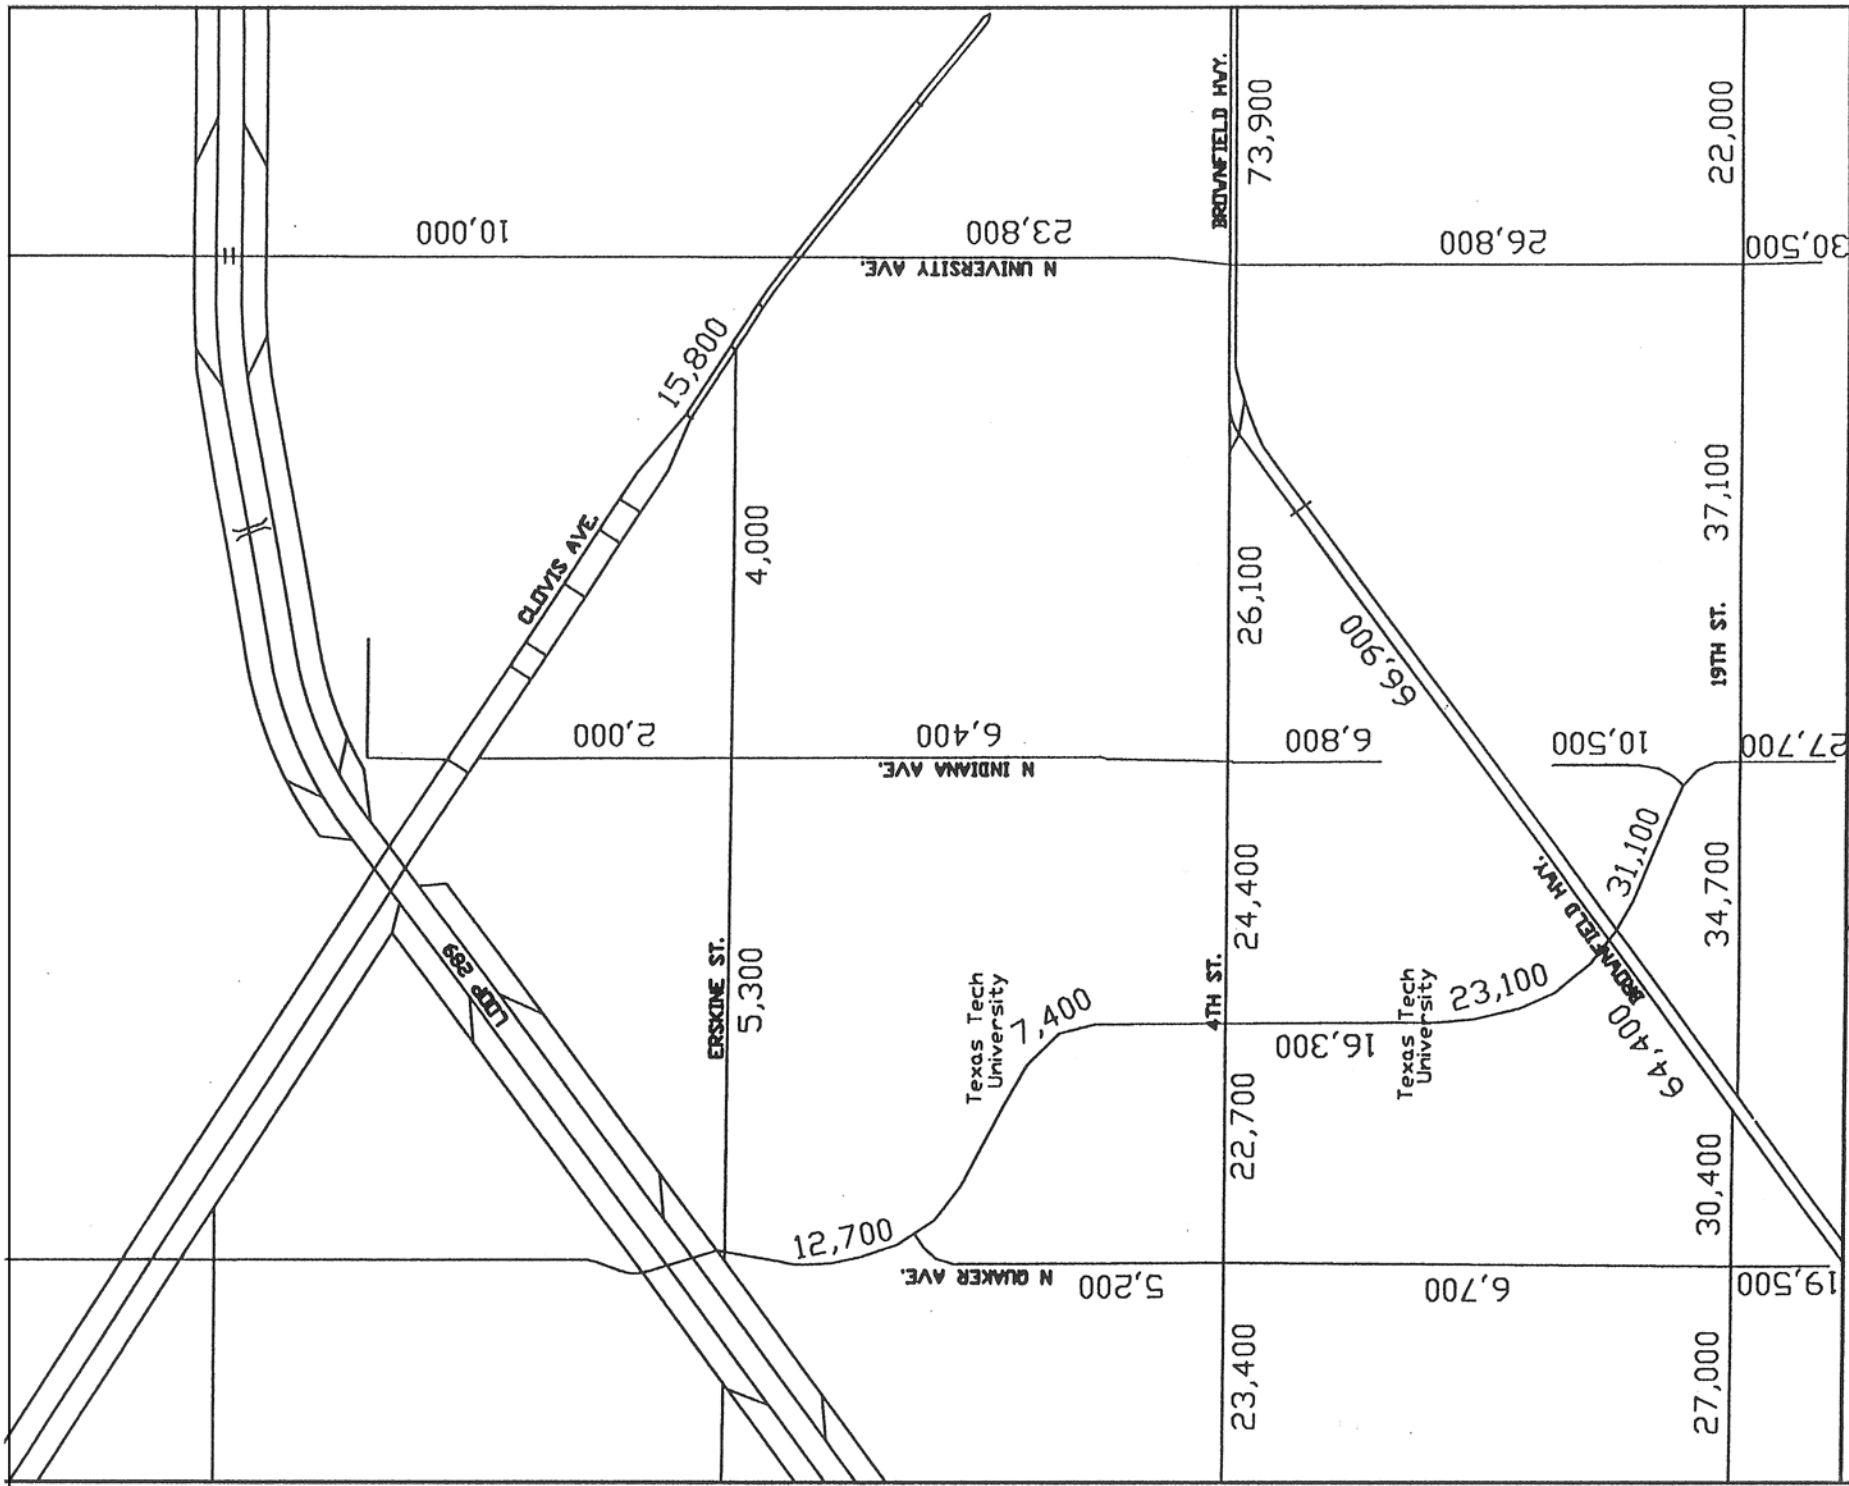 BROWNFIELD HWY.
73,900
22,000
10,000
23,800
26,800
30,500
N UNIVERSITY AVE.
15,800
CLOVIS AVE.
4,000
26,100
66,900
37,100
19TH ST.
2,000
6,400
6,800
10,500
27,700
N INDIANA AVE.
31,100
24,400
34,700
BROWNFIELD HWY.
LOOP 289
ERSKINE ST.
5,300
Texas Tech
University
7,400
4TH ST.
16,300
Texas Tech
University
23,100
64,400
22,700
30,400
12,700
N QUAKER AVE.
5,200
6,700
19,500
23,400
27,000